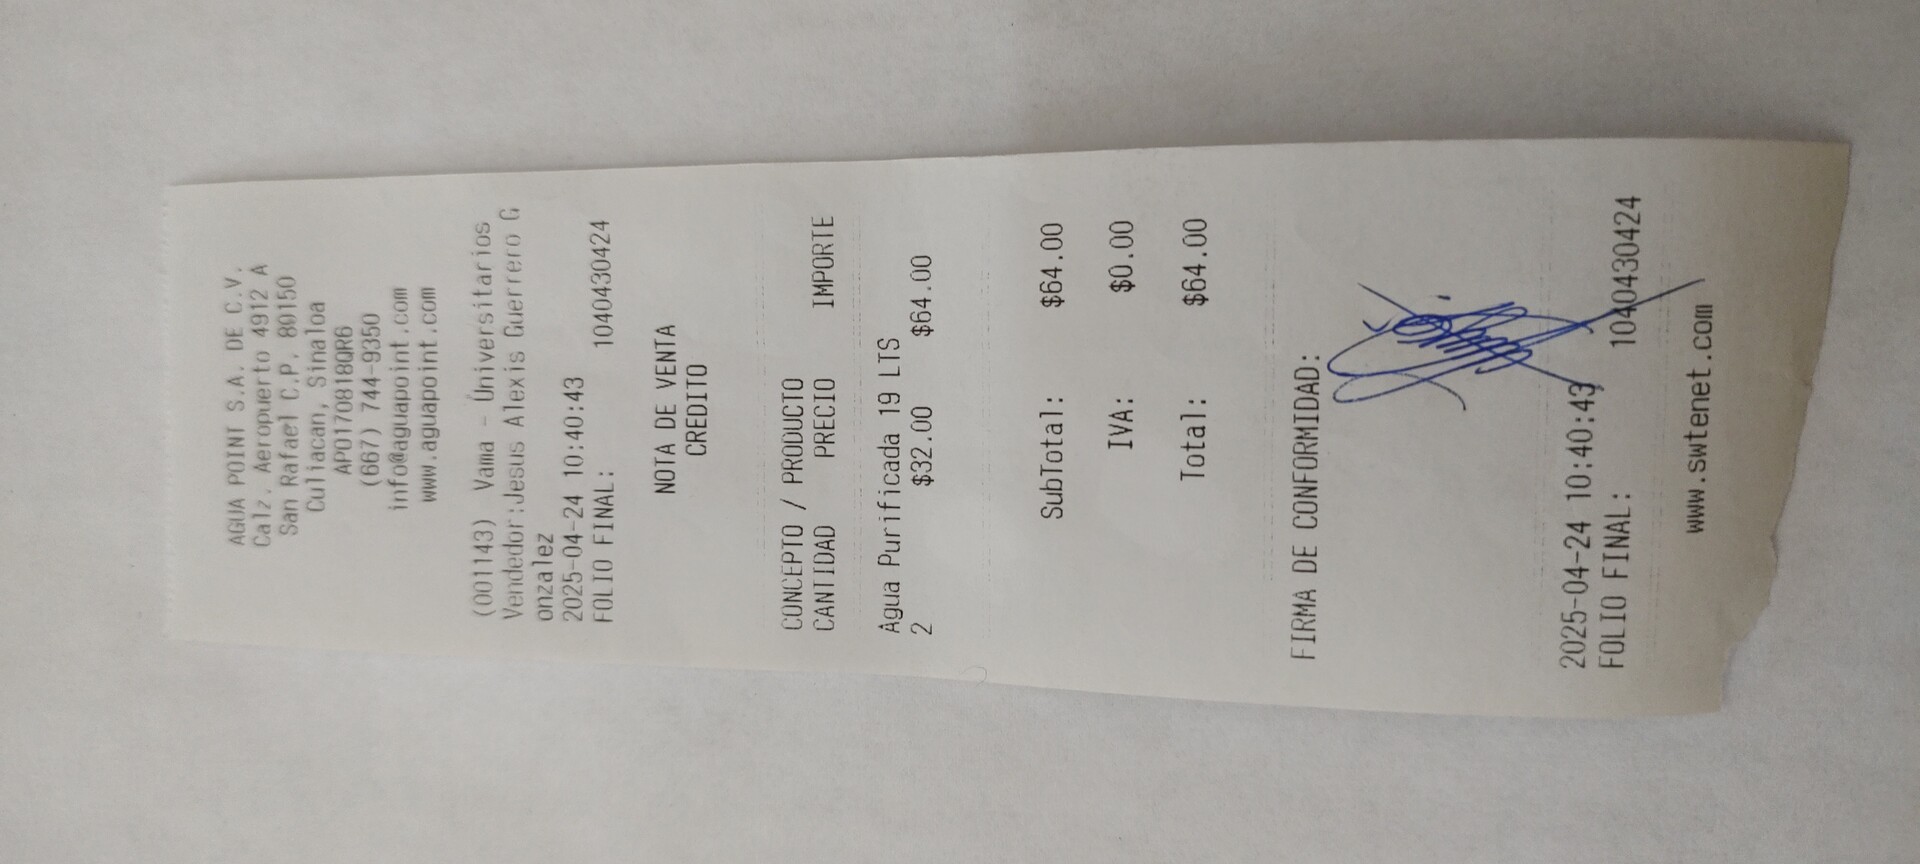 AGUA POINT S.A. DE C.V.
Calz. Aeropuerto 4912 A
San Rafael C.P. 80150
Culiacan, Sinaloa
APO170818QR6
(667) 744-9350
info@aguapoint.com
www.aguapoint.com
(001143) Vama - Universitarios
Vendedor:Jesus Alexis Guerrero G
onzalez
2025-04-24 10:40:43
FOLIO FINAL: 1040430424
NOTA DE VENTA
CREDITO
CONCEPTO / PRODUCTO
CANTIDAD PRECIO IMPORTE
Agua Purificada 19 LTS
2 $32.00 $64.00
SubTotal: $64.00
IVA: $0.00
Total: $64.00
FIRMA DE CONFORMIDAD:
2025-04-24 10:40:43
FOLIO FINAL: 1040430424
www.swtenet.com